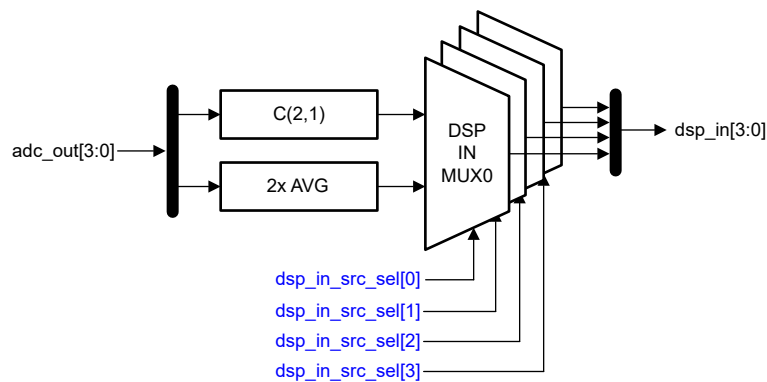 adc_out[3:0]
C(2,1)
2x AVG
DSP
IN
MUX0
dsp_in[3:0]
dsp_in_src_sel[0]
dsp_in_src_sel[1]
dsp_in_src_sel[2]
dsp_in_src_sel[3]